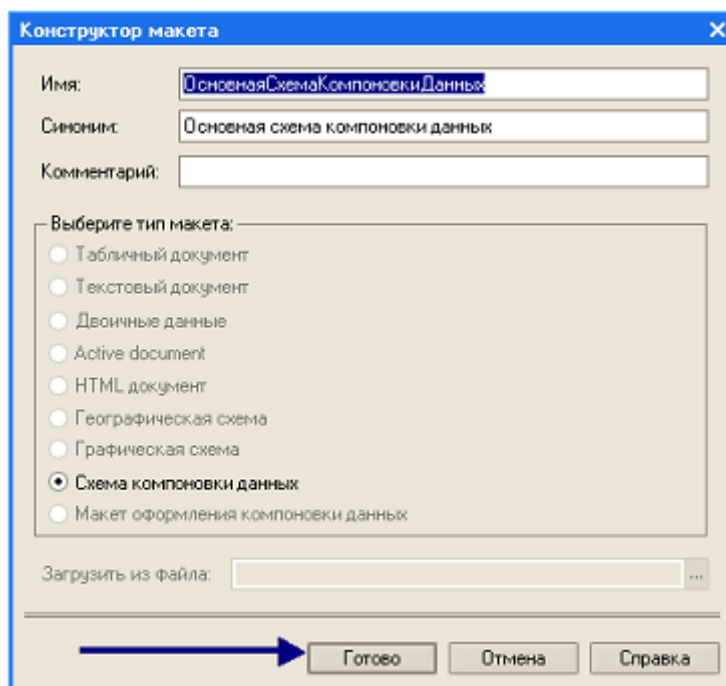 Конструктор макета
Имя: ОсновнаяСхемаКомпоновкиДанных
Синоним: Основная схема компоновки данных
Комментарий:
Выберите тип макета:
Табличный документ
Текстовый документ
Двоичные данные
Active document
HTML документ
Географическая схема
Графическая схема
Схема компоновки данных
Макет оформления компоновки данных
Загрузить из файла: ...
Готово Отмена Справка